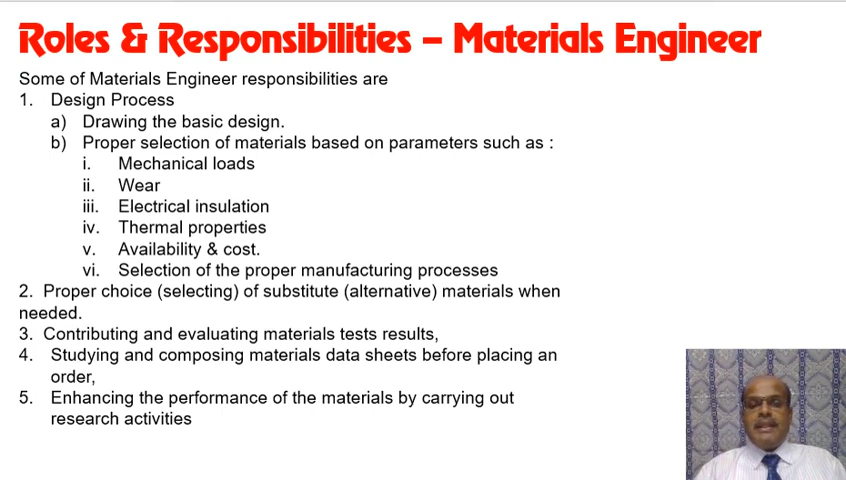 Roles & Responsibilities – Materials Engineer
Some of Materials Engineer responsibilities are
1. Design Process
a) Drawing the basic design.
b) Proper selection of materials based on parameters such as :
i. Mechanical loads
ii. Wear
iii. Electrical insulation
iv. Thermal properties
v. Availability & cost.
vi. Selection of the proper manufacturing processes
2. Proper choice (selecting) of substitute (alternative) materials when
needed.
3. Contributing and evaluating materials tests results,
4. Studying and composing materials data sheets before placing an
order,
5. Enhancing the performance of the materials by carrying out
research activities